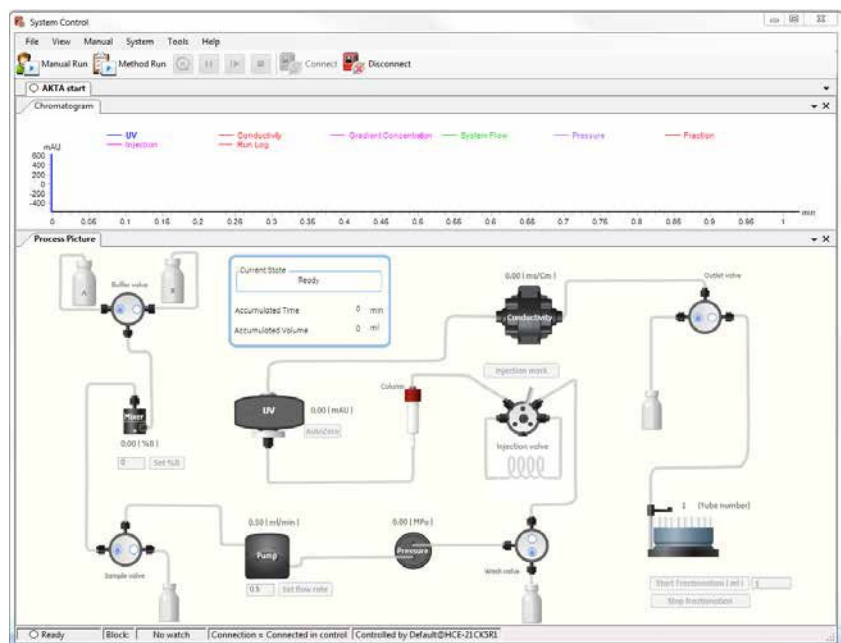 System Control
File View Manual System Tools Help
Manual Run Method Run Connect Disconnect
AKTA start
Chromatogram
UV Conductivity Gradient Concentration System Flow Pressure Fraction
Injection Run Log
mAU
600
400
200
0
-200
-400
0 0.05 0.1 0.15 0.2 0.25 0.3 0.35 0.4 0.45 0.5 0.55 0.6 0.65 0.7 0.75 0.8 0.85 0.9 0.95 1 min
Process Picture
Buffer valve
A B
Current State
Ready
Accumulated Time 0 min
Accumulated Volume 0 ml
0.00 ( ms/Cm)
Conductivity
Outlet valve
Injection mark
Column
UV
0.00 ( mAU)
AutoZero
Mixer
0.00 ( %B)
0 Set %B
Injection valve
0.50 ( ml/min)
0.00 ( MPa)
Pump
Pressure
Sample valve
Wash valve
0.5 Set flow rate
1 (Tube number)
Start fractionation ( ml )
Stop fractionation
Ready Block: No watch Connection = Connected in control Controlled by Default@HCE-21CK5R1